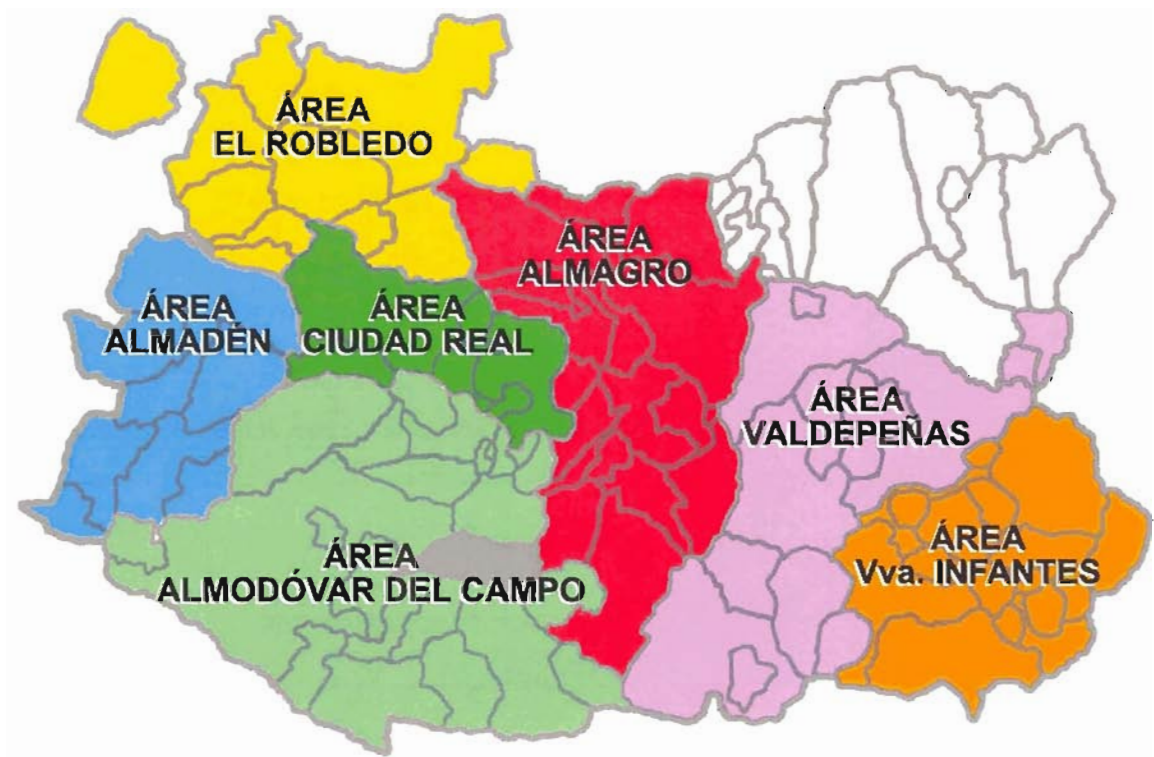 ÁREA
EL ROBLEDO
ÁREA
ALMAGRO
ÁREA
ALMADÉN
ÁREA
CIUDAD REAL
ÁREA
VALDEPEÑAS
ÁREA
ALMODÓVAR DEL CAMPO
ÁREA
Vva. INFANTES